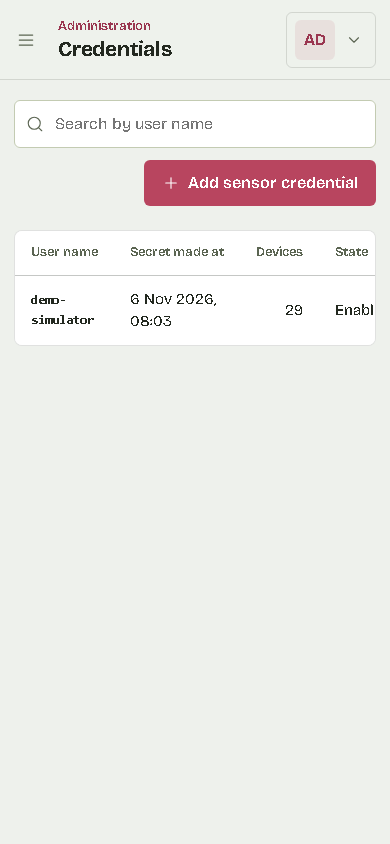 Administration
Credentials
AD
Search by user name
Add sensor credential
User name Secret made at Devices State
demo-
simulator
6 Nov 2026,
08:03
29
Enabl